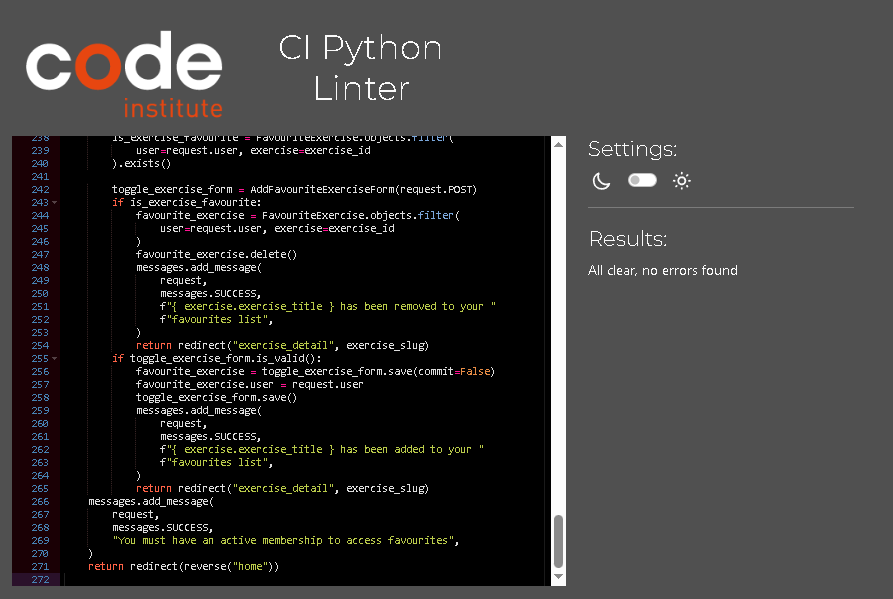 code
institute
CI Python
Linter
238 is_exercise_favourite = FavouriteExercise.objects.filter(
239 user=request.user, exercise=exercise_id
240 ).exists()
241
242 toggle_exercise_form = AddFavouriteExerciseForm(request.POST)
243 if is_exercise_favourite:
244 favourite_exercise = FavouriteExercise.objects.filter(
245 user=request.user, exercise=exercise_id
246 )
247 favourite_exercise.delete()
248 messages.add_message(
249 request,
250 messages.SUCCESS,
251 f"{ exercise.exercise_title } has been removed to your "
252 f"favourites list",
253 )
254 return redirect("exercise_detail", exercise_slug)
255 if toggle_exercise_form.is_valid():
256 favourite_exercise = toggle_exercise_form.save(commit=False)
257 favourite_exercise.user = request.user
258 toggle_exercise_form.save()
259 messages.add_message(
260 request,
261 messages.SUCCESS,
262 f"{ exercise.exercise_title } has been added to your "
263 f"favourites list",
264 )
265 return redirect("exercise_detail", exercise_slug)
266 messages.add_message(
267 request,
268 messages.SUCCESS,
269 "You must have an active membership to access favourites",
270 )
271 return redirect(reverse("home"))
272
Settings:
Results:
All clear, no errors found